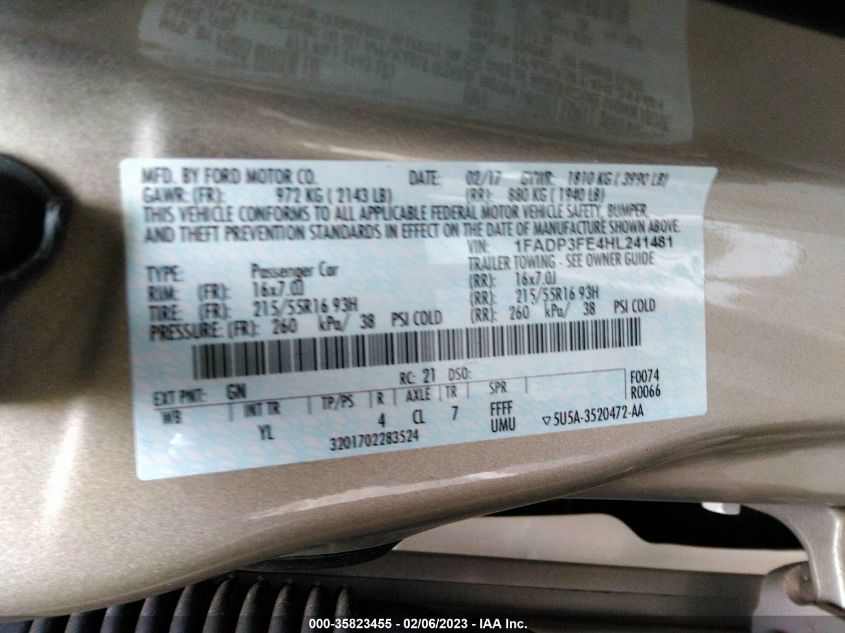 MFD. BY FORD MOTOR CO. DATE: 02/17 GVWR: 1810 KG ( 3990 LB)
GAWR: (FR): 972 KG ( 2143 LB) (RR): 880 KG ( 1940 LB)
THIS VEHICLE CONFORMS TO ALL APPLICABLE FEDERAL MOTOR VEHICLE SAFETY, BUMPER,
AND THEFT PREVENTION STANDARDS IN EFFECT ON THE DATE OF MANUFACTURE SHOWN ABOVE.
VIN: 1FADP3FE4HL241481
TYPE: Passenger Car TRAILER TOWING - SEE OWNER GUIDE
RIM: (FR): 16x7.0J (RR): 16x7.0J
TIRE: (FR): 215/55R16 93H (RR): 215/55R16 93H
PRESSURE: (FR): 260 kPa/ 38 PSI COLD (RR): 260 kPa/ 38 PSI COLD
EXT PNT: GN RC: 21 DSO: F0074
WB INT TR TP/PS R AXLE TR SPR R0066
YL 4 CL 7 FFFF
3201702283524 UMU ▽5U5A-3520472-AA
000-35823455 - 02/06/2023 - IAA Inc.